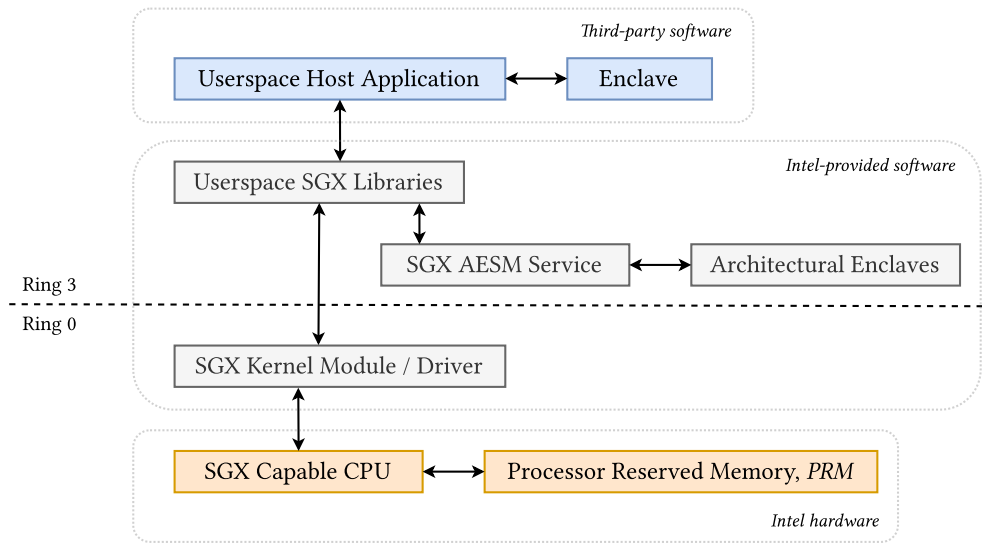 Third-party software
Userspace Host Application
Enclave
Intel-provided software
Userspace SGX Libraries
SGX AESM Service
Architectural Enclaves
Ring 3
Ring 0
SGX Kernel Module / Driver
SGX Capable CPU
Processor Reserved Memory, PRM
Intel hardware